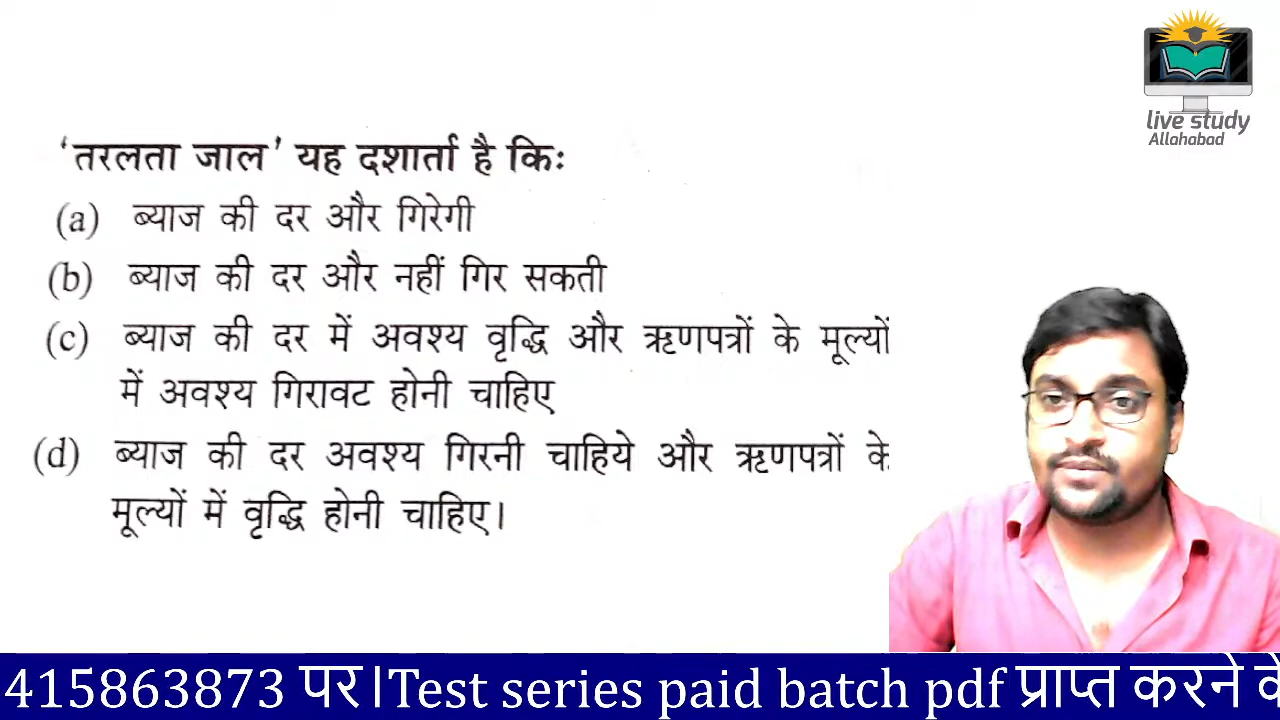 live study
Allahabad
'तरलता जाल' यह दशार्ता है किः
(a) ब्याज की दर और गिरेगी
(b) ब्याज की दर और नहीं गिर सकती
(c) ब्याज की दर में अवश्य वृद्धि और ऋणपत्रों के मूल्यों
में अवश्य गिरावट होनी चाहिए
(d) ब्याज की दर अवश्य गिरनी चाहिये और ऋणपत्रों के
मूल्यों में वृद्धि होनी चाहिए।
415863873 पर।Test series paid batch pdf प्राप्त करने के